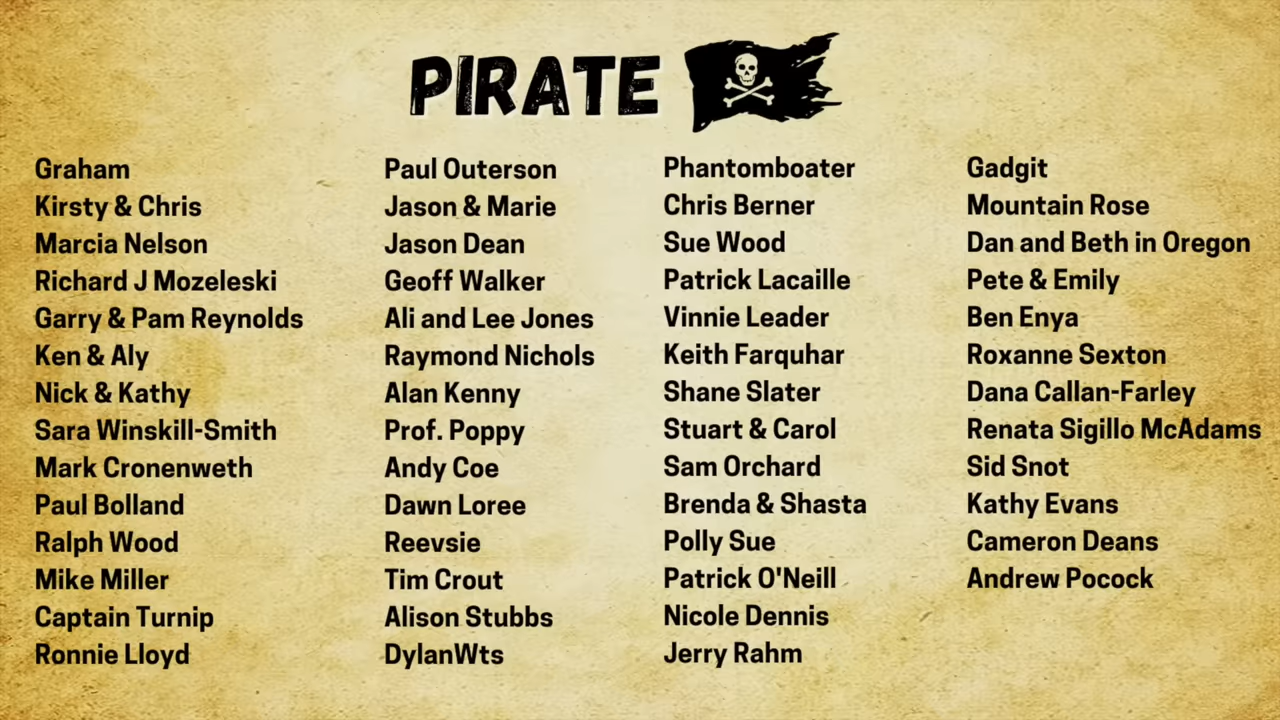 PIRATE
Graham
Kirsty & Chris
Marcia Nelson
Richard J Mozeleski
Garry & Pam Reynolds
Ken & Aly
Nick & Kathy
Sara Winskill-Smith
Mark Cronenweth
Paul Bolland
Ralph Wood
Mike Miller
Captain Turnip
Ronnie Lloyd
Paul Outerson
Jason & Marie
Jason Dean
Geoff Walker
Ali and Lee Jones
Raymond Nichols
Alan Kenny
Prof. Poppy
Andy Coe
Dawn Loree
Reevsie
Tim Crout
Alison Stubbs
DylanWts
Phantomboater
Chris Berner
Sue Wood
Patrick Lacaille
Vinnie Leader
Keith Farquhar
Shane Slater
Stuart & Carol
Sam Orchard
Brenda & Shasta
Polly Sue
Patrick O'Neill
Nicole Dennis
Jerry Rahm
Gadgit
Mountain Rose
Dan and Beth in Oregon
Pete & Emily
Ben Enya
Roxanne Sexton
Dana Callan-Farley
Renata Sigillo McAdams
Sid Snot
Kathy Evans
Cameron Deans
Andrew Pocock